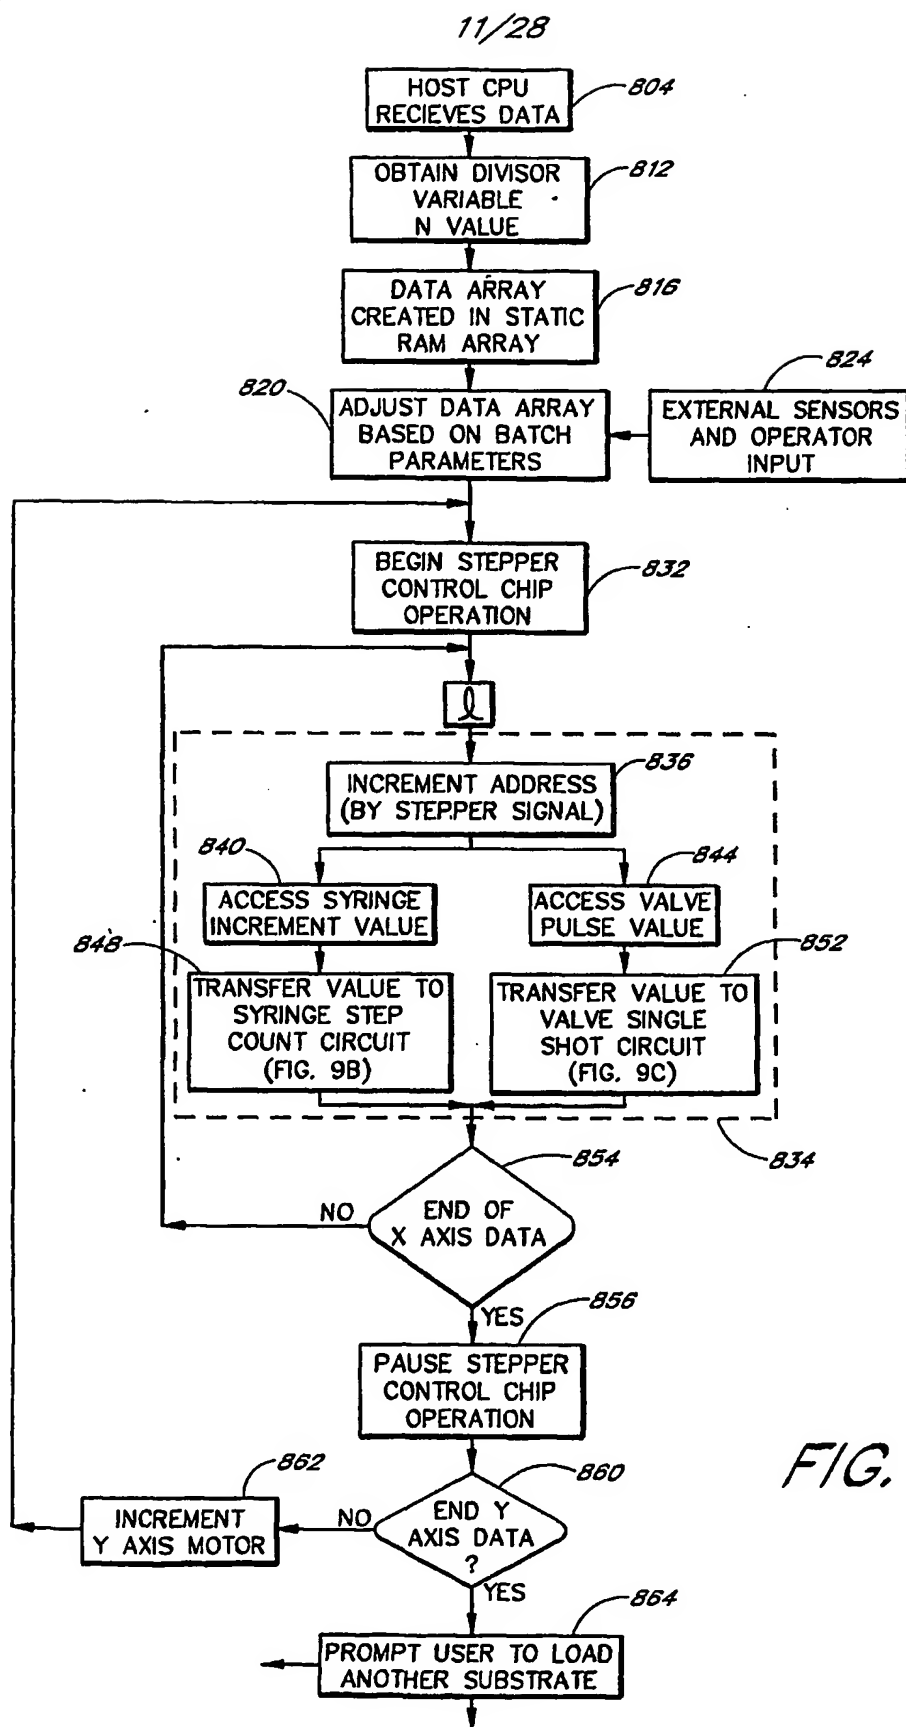 11/28
HOST CPU
RECIEVES DATA
804
OBTAIN DIVISOR
VARIABLE
N VALUE
812
DATA ARRAY
CREATED IN STATIC
RAM ARRAY
816
820
ADJUST DATA ARRAY
BASED ON BATCH
PARAMETERS
824
EXTERNAL SENSORS
AND OPERATOR
INPUT
BEGIN STEPPER
CONTROL CHIP
OPERATION
832
l
INCREMENT ADDRESS
(BY STEPPER SIGNAL)
836
840
ACCESS SYRINGE
INCREMENT VALUE
844
ACCESS VALVE
PULSE VALUE
848
TRANSFER VALUE TO
SYRINGE STEP
COUNT CIRCUIT
(FIG. 9B)
852
TRANSFER VALUE TO
VALVE SINGLE
SHOT CIRCUIT
(FIG. 9C)
834
854
END OF
X AXIS DATA
NO
YES
856
PAUSE STEPPER
CONTROL CHIP
OPERATION
860
END Y
AXIS DATA
?
NO
862
INCREMENT
Y AXIS MOTOR
YES
864
PROMPT USER TO LOAD
ANOTHER SUBSTRATE
FIG.